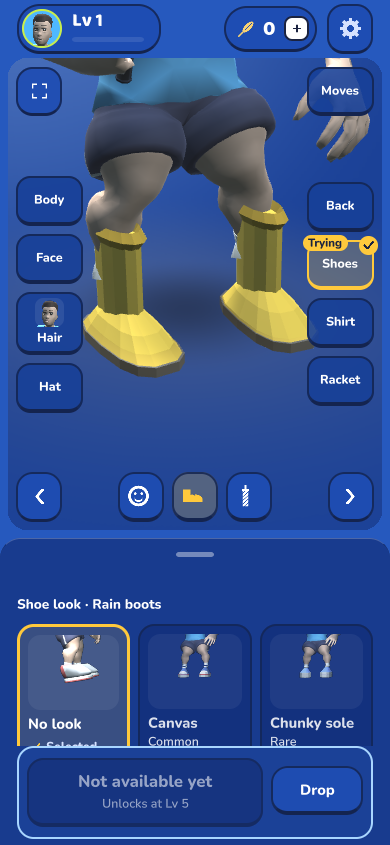 Lv 1
0
+
Moves
Body
Back
Trying
Face
Shoes
Hair
Shirt
Hat
Racket
Shoe look · Rain boots
No look
Canvas
Chunky sole
✓ Selected
Common
Rare
Not available yet
Unlocks at Lv 5
Drop